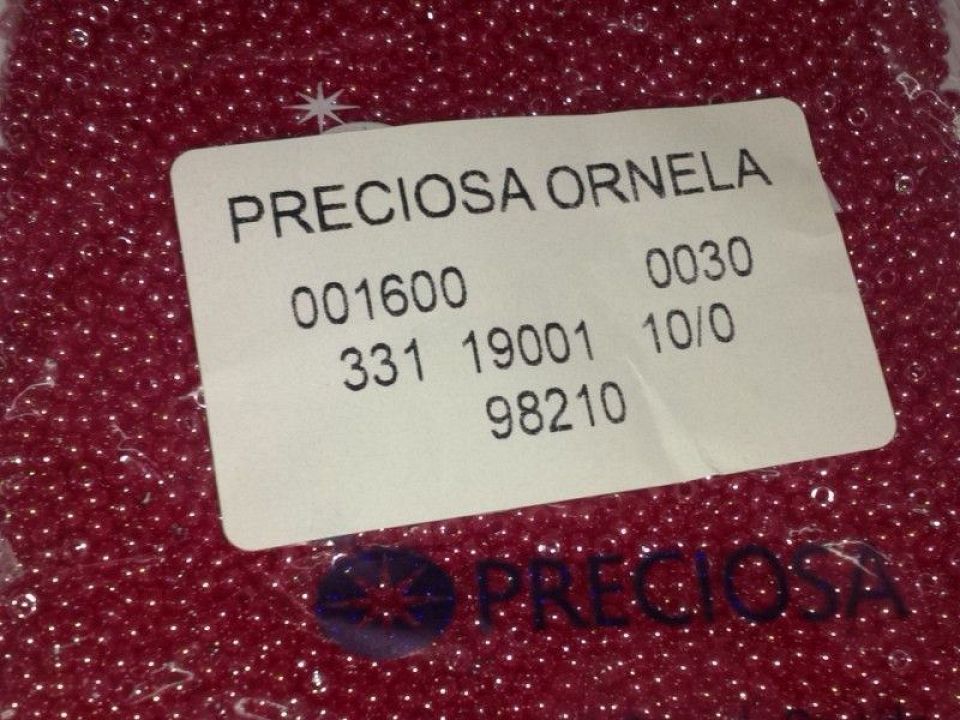 PRECIOSA ORNELA
001600 0030
331 19001 10/0
98210
PRECIOSA